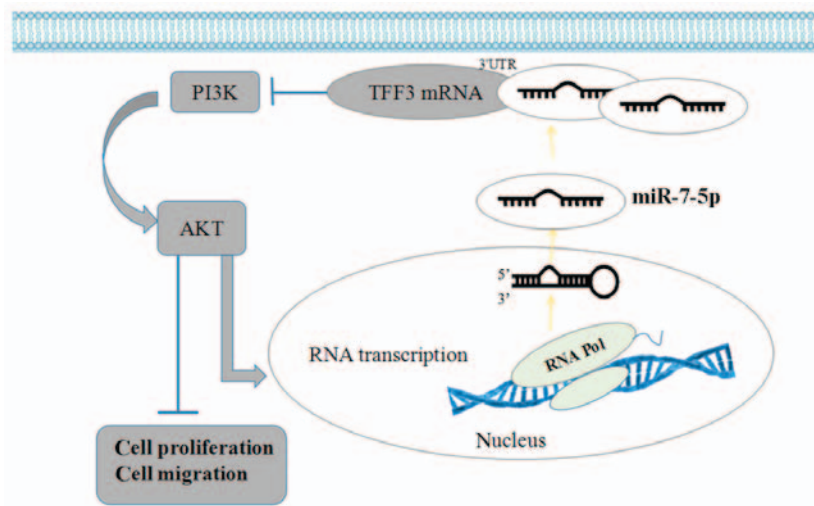 3'UTR
PI3K
TFF3 mRNA
miR-7-5p
AKT
5'
3'
RNA transcription
RNA Pol
Nucleus
Cell proliferation
Cell migration